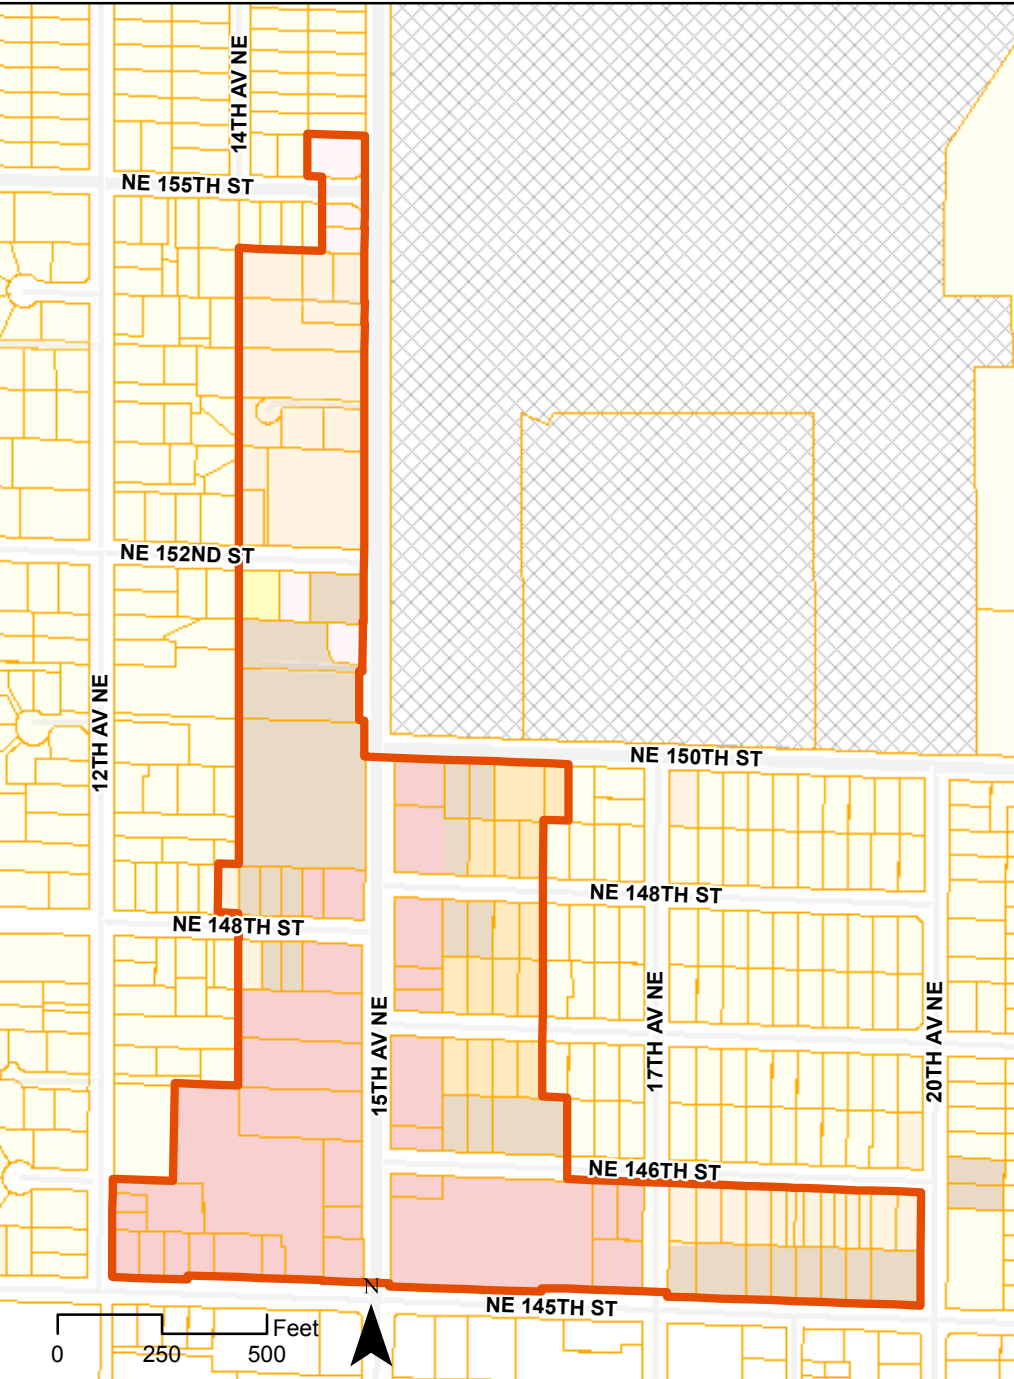 14TH AV NE
NE 155TH ST
NE 152ND ST
12TH AV NE
NE 150TH ST
NE 148TH ST
NE 148TH ST
15TH AV NE
17TH AV NE
20TH AV NE
NE 146TH ST
N
NE 145TH ST
Feet
0 250 500